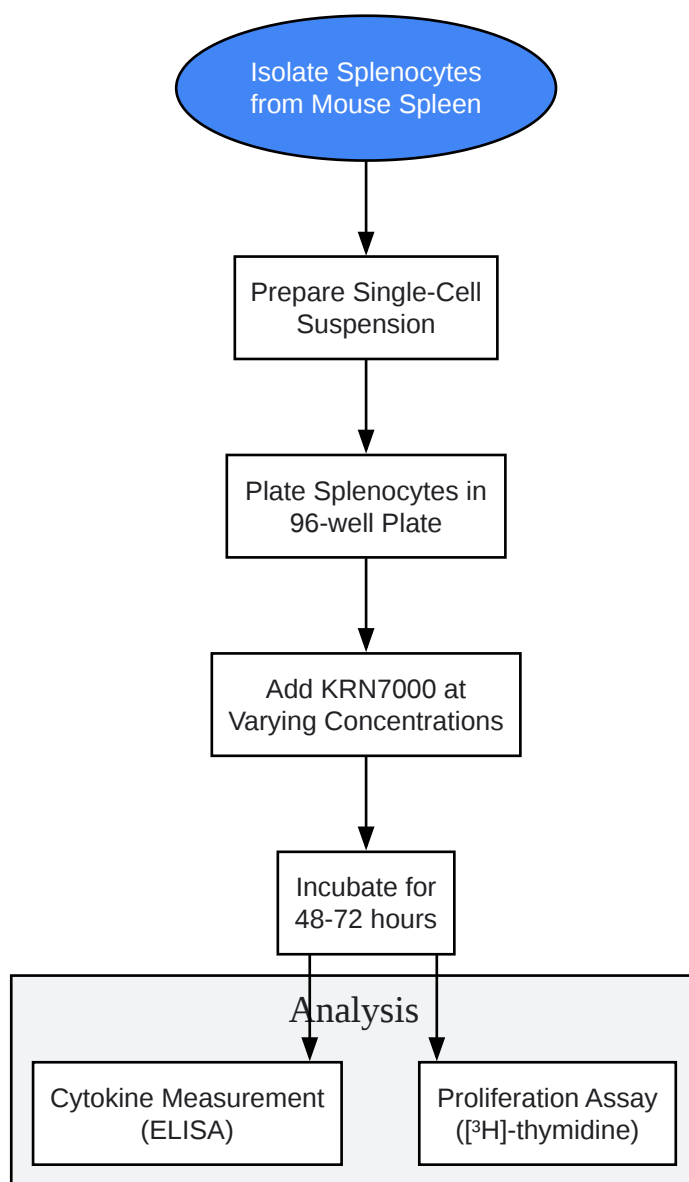 Isolate Splenocytes
from Mouse Spleen
Prepare Single-Cell
Suspension
Plate Splenocytes in
96-well Plate
Add KRN7000 at
Varying Concentrations
Incubate for
48-72 hours
Analysis
Cytokine Measurement
(ELISA)
Proliferation Assay
([³H]-thymidine)